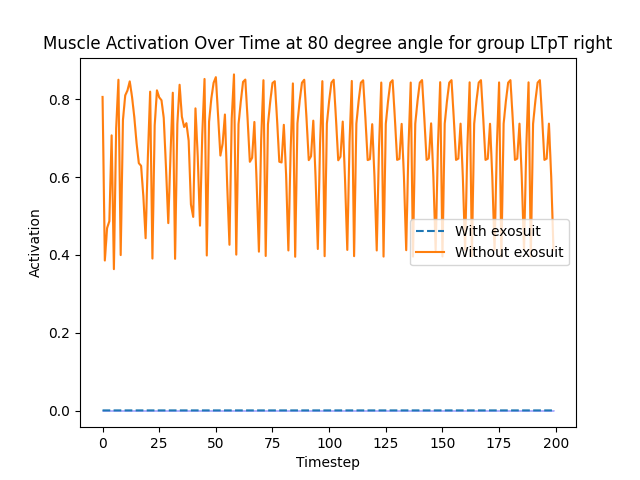 Muscle Activation Over Time at 80 degree angle for group LTpT right
Activation
0.8
0.6
0.4
0.2
0.0
With exosuit
Without exosuit
0 25 50 75 100 125 150 175 200
Timestep